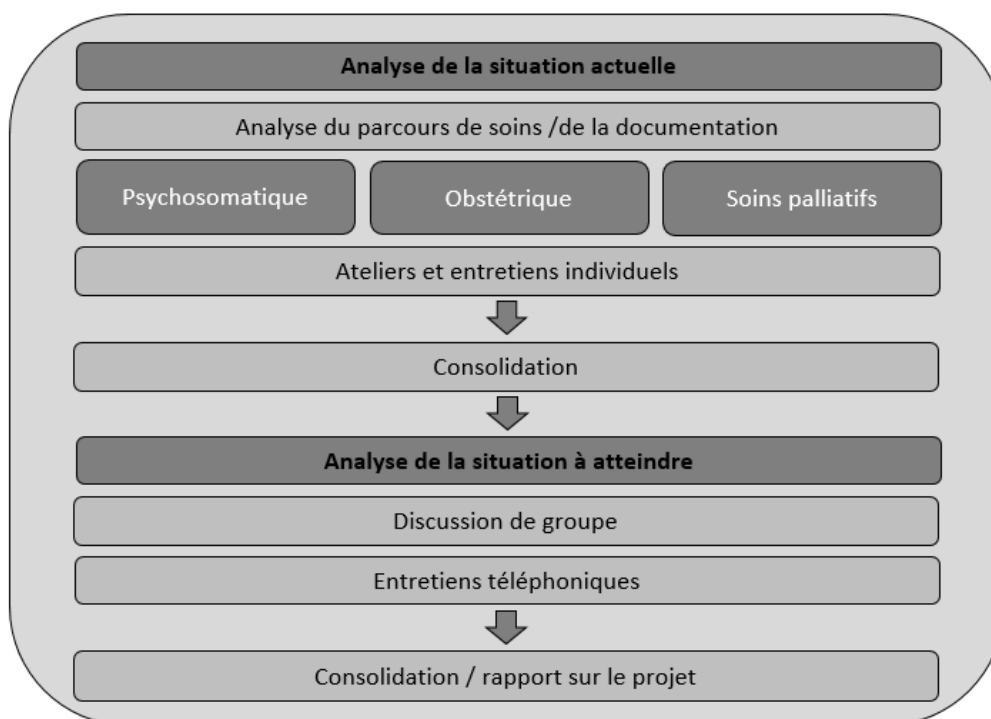 Analyse de la situation actuelle
Analyse du parcours de soins /de la documentation
Psychosomatique
Obstétrique
Soins palliatifs
Ateliers et entretiens individuels
Consolidation
Analyse de la situation à atteindre
Discussion de groupe
Entretiens téléphoniques
Consolidation / rapport sur le projet